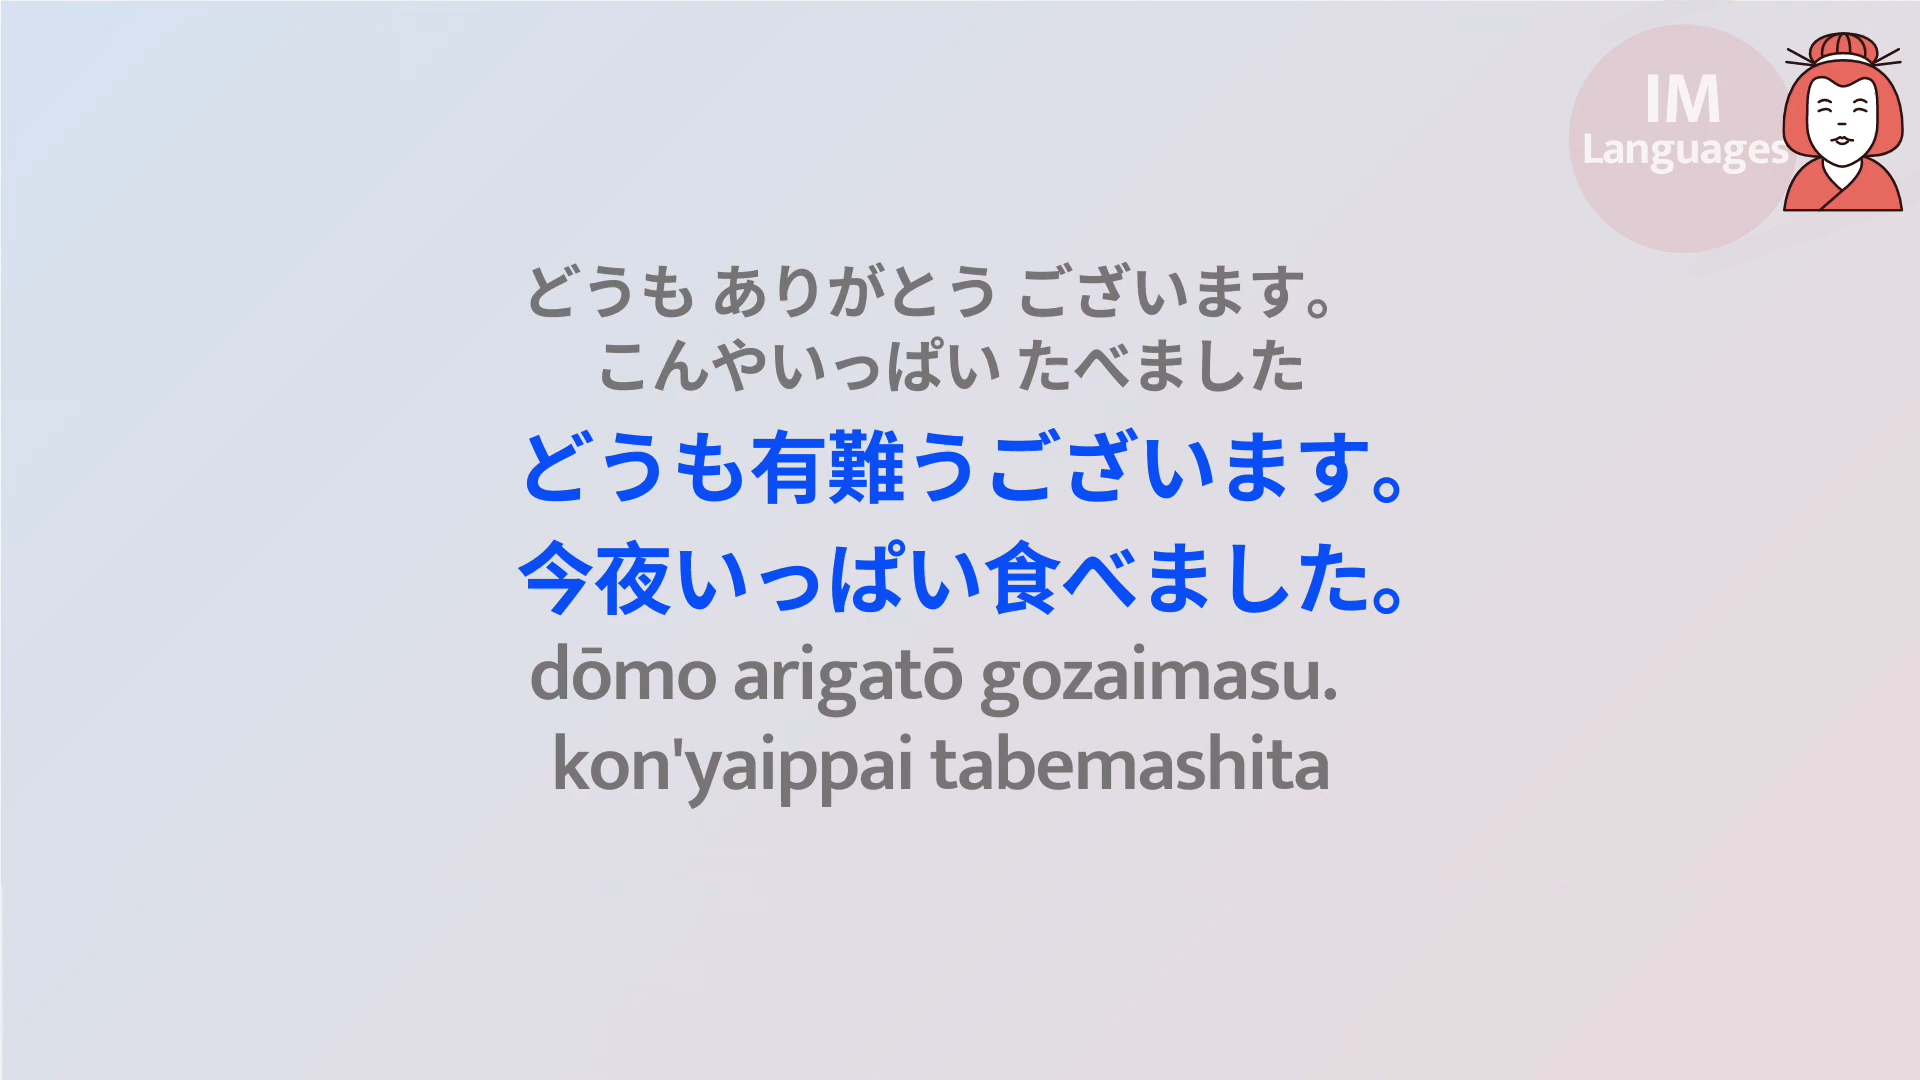 IM
Languages
どうも ありがとう ございます。
こんやいっぱい たべました
どうも有難うございます。
今夜いっぱい食べました。
dōmo arigatō gozaimasu.
kon'yaippai tabemashita